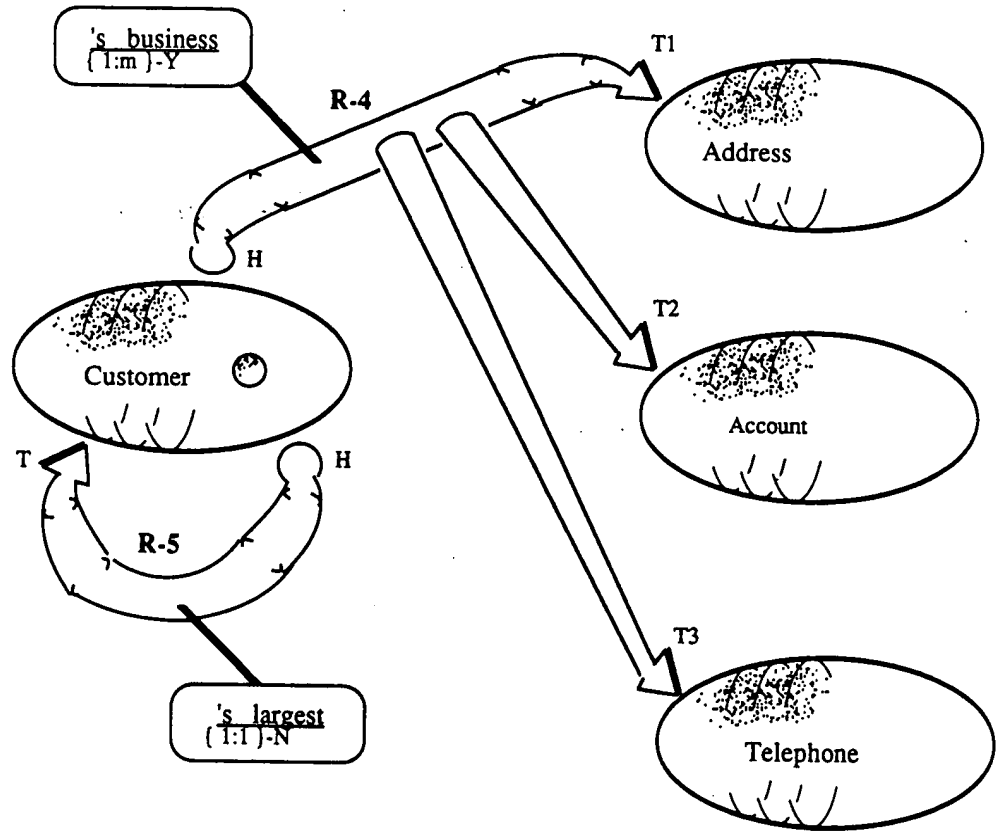 's business
{ 1:m }-Y
T1
R-4
Address
H
T2
Customer
Account
T
H
R-5
T3
's largest
{ 1:1 }-N
Telephone